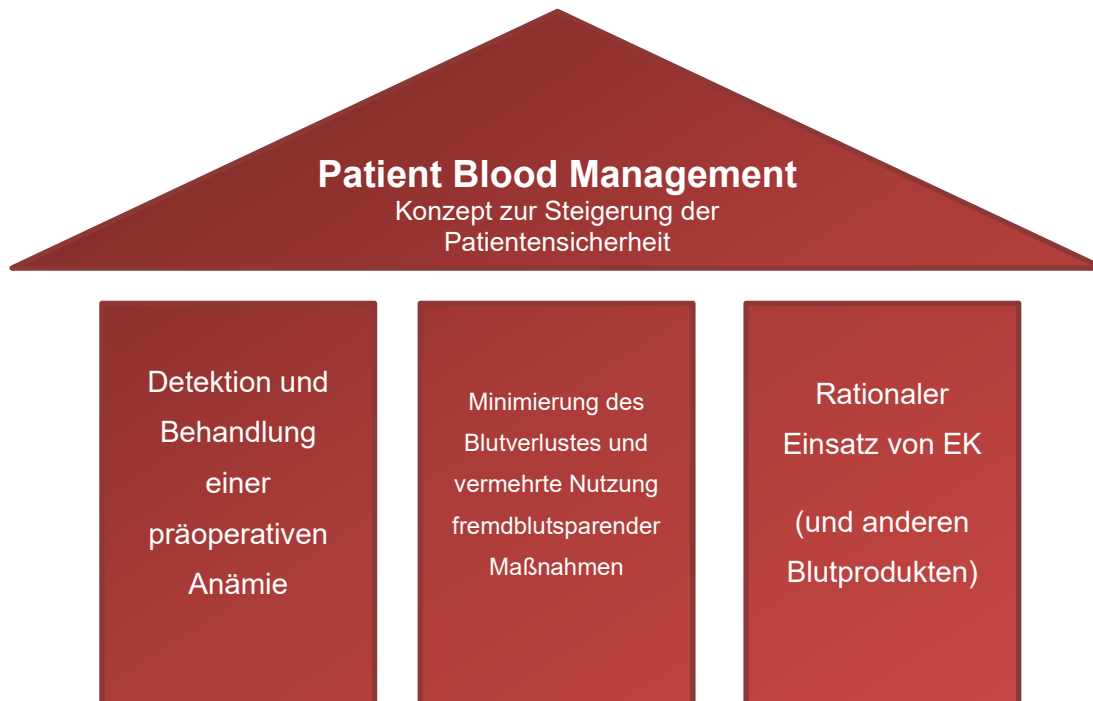 Patient Blood Management
Konzept zur Steigerung der
Patientensicherheit
Detektion und
Behandlung
einer
präoperativen
Anämie
Minimierung des
Blutverlustes und
vermehrte Nutzung
fremdblutsparender
Maßnahmen
Rationaler
Einsatz von EK
(und anderen
Blutprodukten)